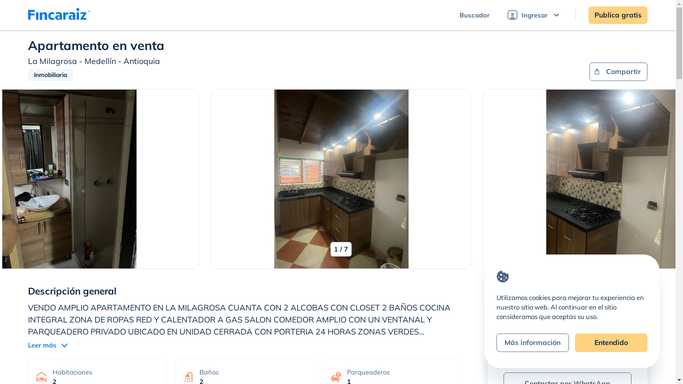 Fincaraiz
Buscador
Ingresar
Publica gratis
Apartamento en venta
La Milagrosa - Medellín - Antioquia
Inmobiliaria
Compartir
1 / 7
Descripción general
VENDO AMPLIO APARTAMENTO EN LA MILAGROSA CUANTA CON 2 ALCOBAS CON CLOSET 2 BAÑOS COCINA
INTEGRAL ZONA DE ROPAS RED Y CALENTADOR A GAS SALON COMEDOR AMPLIO CON UN VENTANAL Y
PARQUEADERO PRIVADO UBICADO EN UNIDAD CERRADA CON PORTERIA 24 HORAS ZONAS VERDES...
Leer más
Habitaciones
2
Baños
2
Parqueaderos
1
Utilizamos cookies para mejorar tu experiencia en
nuestro sitio web. Al continuar en el sitio
consideramos que aceptas su uso.
Más información
Entendido
Contactar por WhatsApp